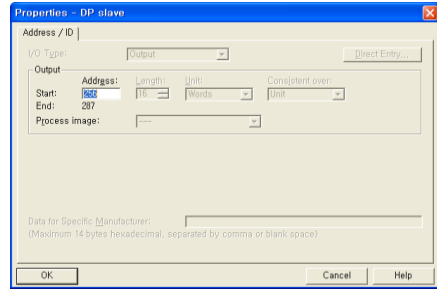 Properties - DP slave
Address / ID
I/O Type: Output Direct Entry...
Output
Address: Length: Unit: Consistent over:
Start: 256 16 Words Unit
End: 287
Process image: ---
Data for Specific Manufacturer:
(Maximum 14 bytes hexadecimal, separated by comma or blank space)
OK Cancel Help